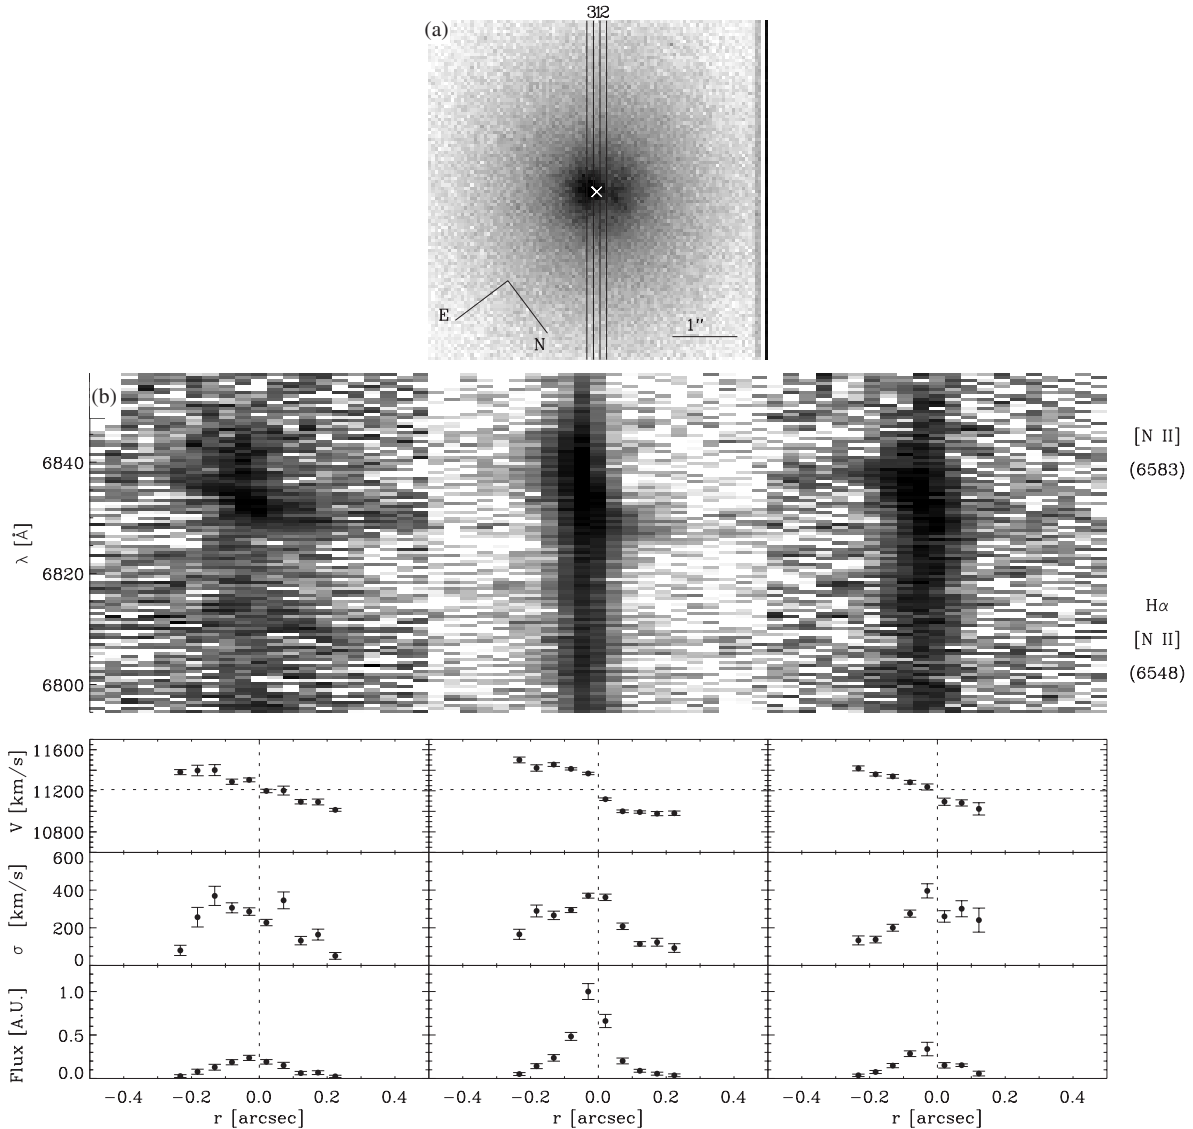 312
(a)
E
N
1"
(b)
6840
6820
6800
λ [Å]
[N II]
(6583)
Hα
[N II]
(6548)
11600
11200
10800
V [km/s]
600
400
200
0
σ [km/s]
1.0
0.5
0.0
Flux [A.U.]
−0.4 −0.2 0.0 0.2 0.4 −0.4 −0.2 0.0 0.2 0.4 −0.4 −0.2 0.0 0.2 0.4
r [arcsec] r [arcsec] r [arcsec]